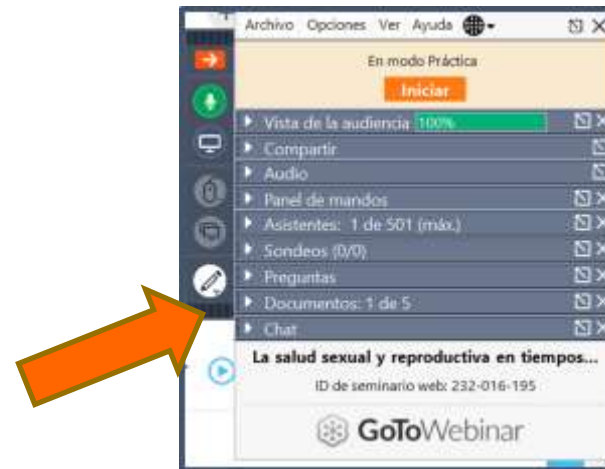 Archivo Opciones Ver Ayuda
En modo Práctica
Iniciar
Vista de la audiencia 100%
Compartir
Audio
Panel de mandos
Asistentes: 1 de 501 (máx.)
Sondeos (0/0)
Preguntas
Documentos: 1 de 5
Chat
La salud sexual y reproductiva en tiempos...
ID de seminario web: 232-016-195
GoToWebinar